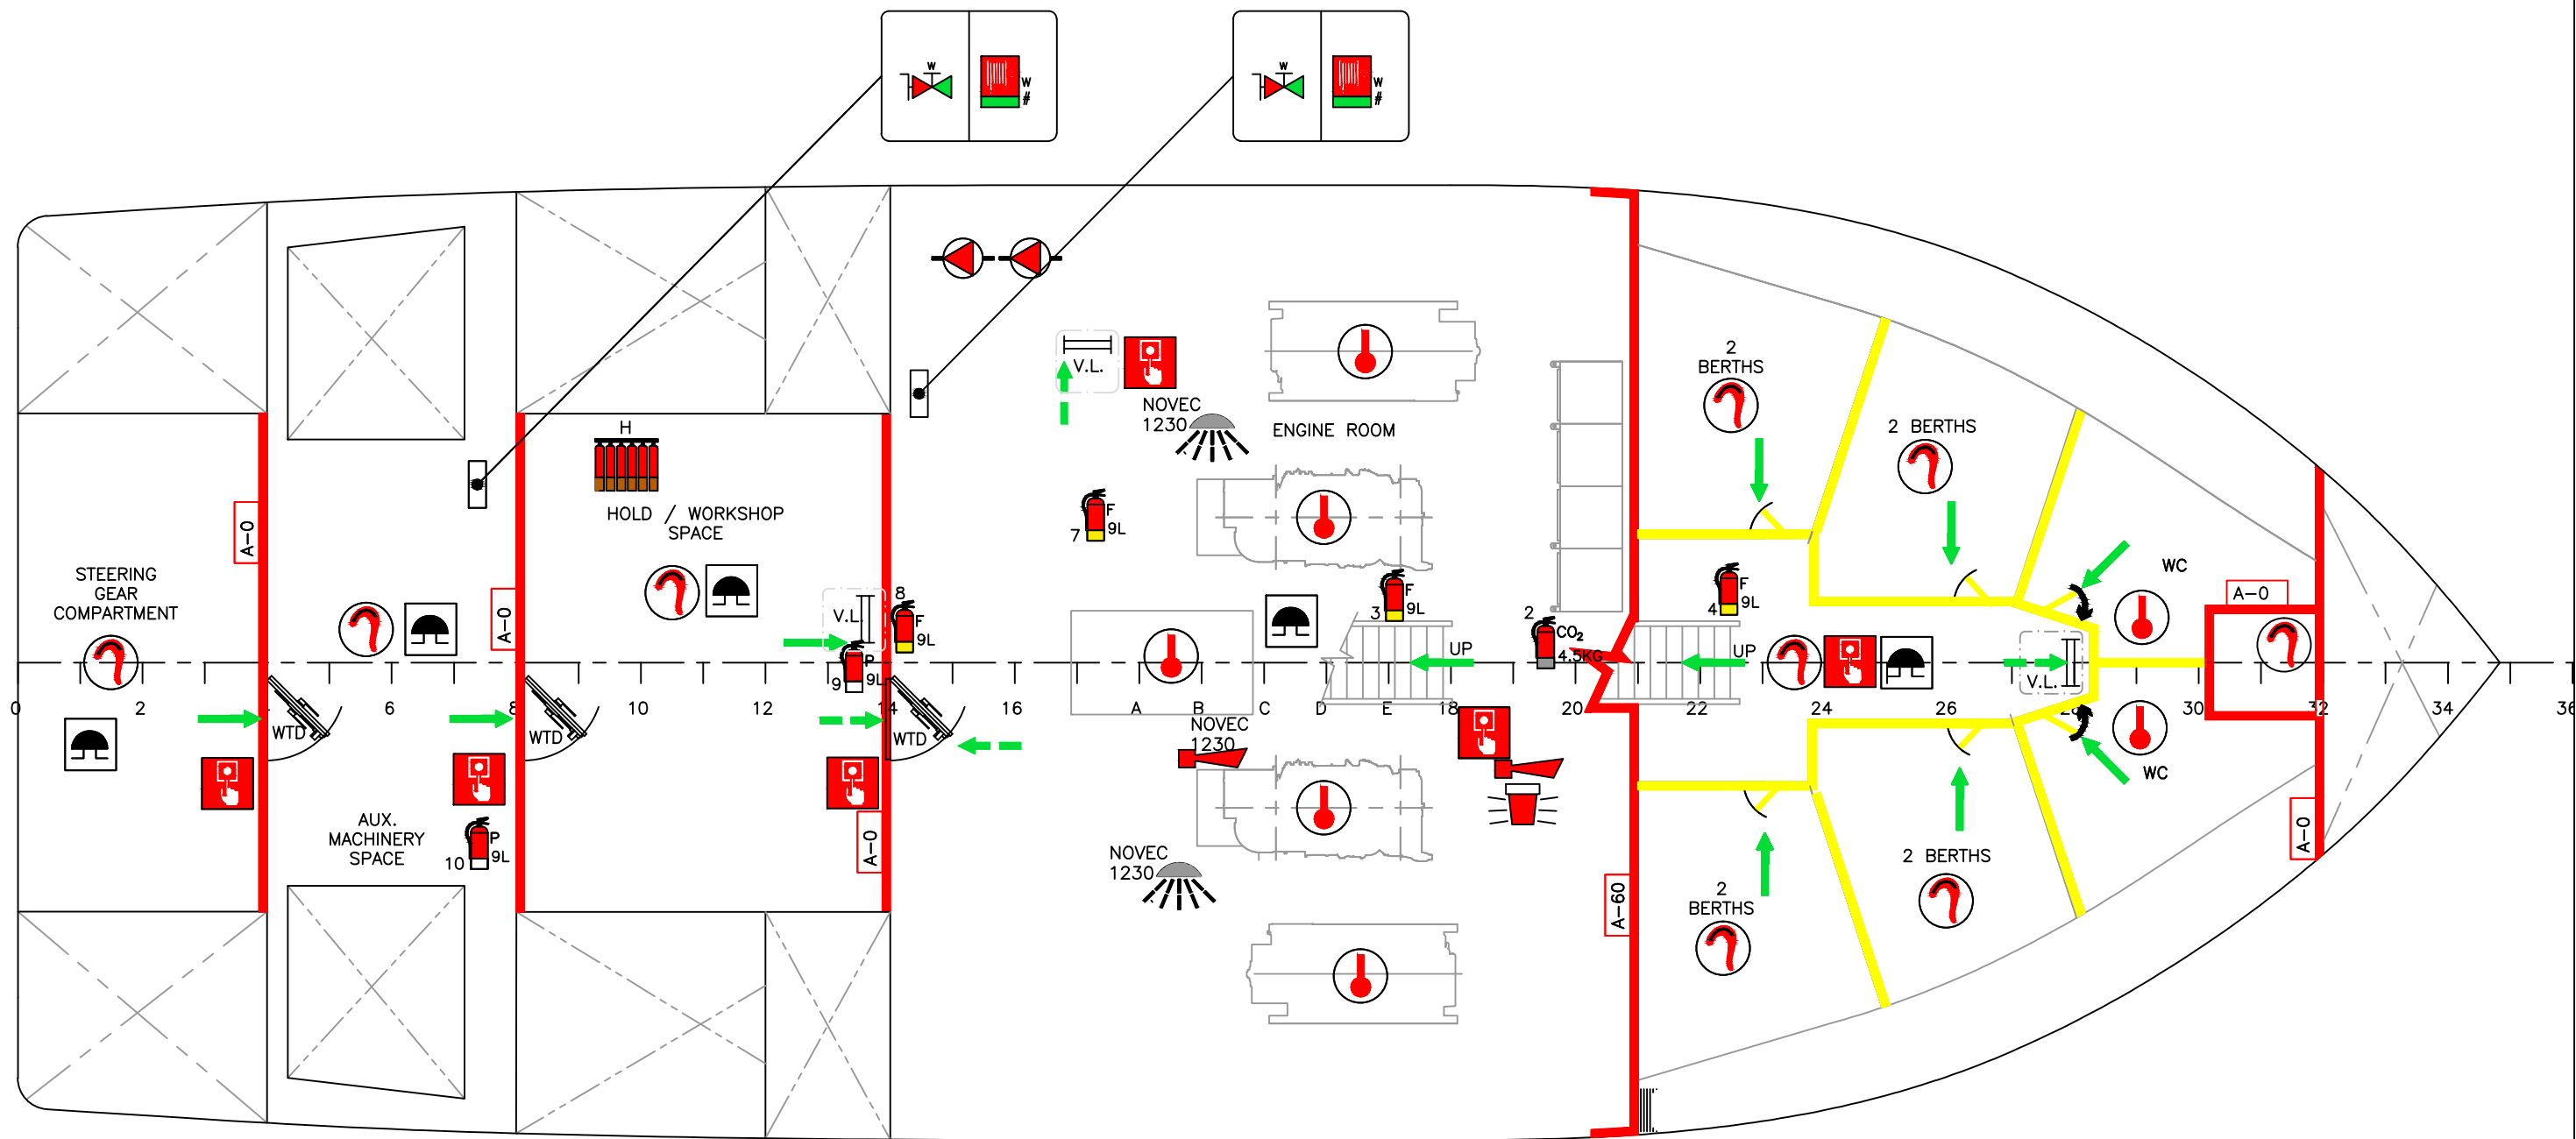 W
W
#
W
W
#
V.L.
NOVEC
1230
ENGINE ROOM
2
BERTHS
2 BERTHS
H
HOLD / WORKSHOP
SPACE
A-0
F
9L
7
STEERING
GEAR
COMPARTMENT
A-0
V.L.
8
F
9L
P
9L
9
F
9L
3
2
CO₂
4.5KG
F
9L
4
WC
A-0
UP
UP
V.L.
0 2 6 8 10 12 14 16 A B C D E 18 20 22 24 26 28 30 32 34 36
WTD
WTD
WTD
NOVEC
1230
WC
AUX.
MACHINERY
SPACE
P
9L
10
A-0
NOVEC
1230
A-60
2
BERTHS
2 BERTHS
A-0